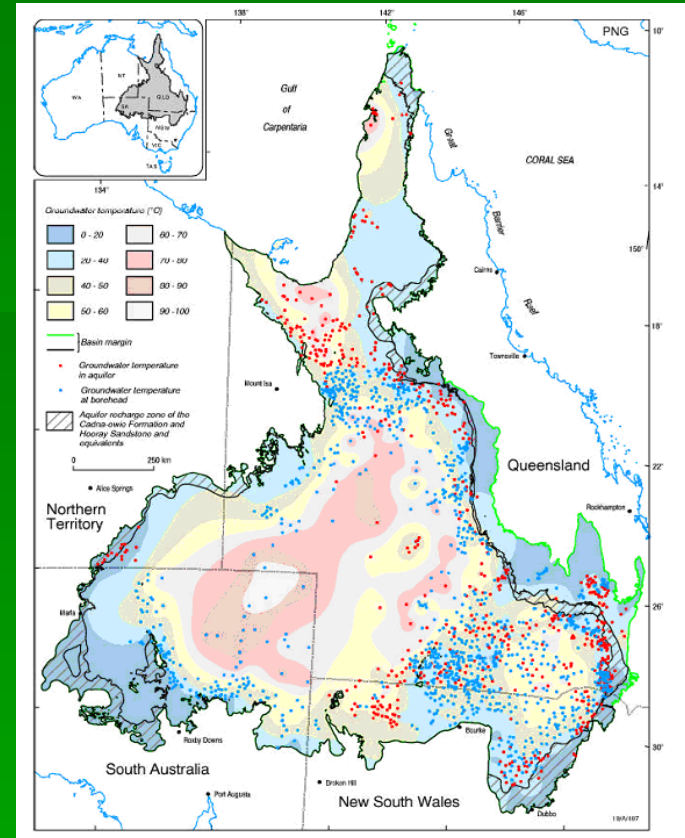 138°
142°
146°
PNG
10'
Gulf
of
Carpentaria
Great
Barrier
Reef
CORAL SEA
W.A
N.T
QLD
S.A
NSW
VIC
TAS
134°
14'
150°
Groundwater temperature (°C)
0 - 20
60 - 70
20 - 40
70 - 80
40 - 50
80 - 90
50 - 60
90 - 100
Basin margin
Groundwater temperature
in aquifer
Groundwater temperature
at borehead
Aquifer recharge zone of the
Cadna-owie Formation and
Hooray Sandstone and
equivalents
0
250 km
Cairns
18'
Townsville
Mount Isa
22'
Queensland
Alice Springs
Northern
Territory
Rockhampton
Marla
26'
Roxby Downs
Bourke
30'
South Australia
Broken Hill
Port Augusta
New South Wales
Dubbo